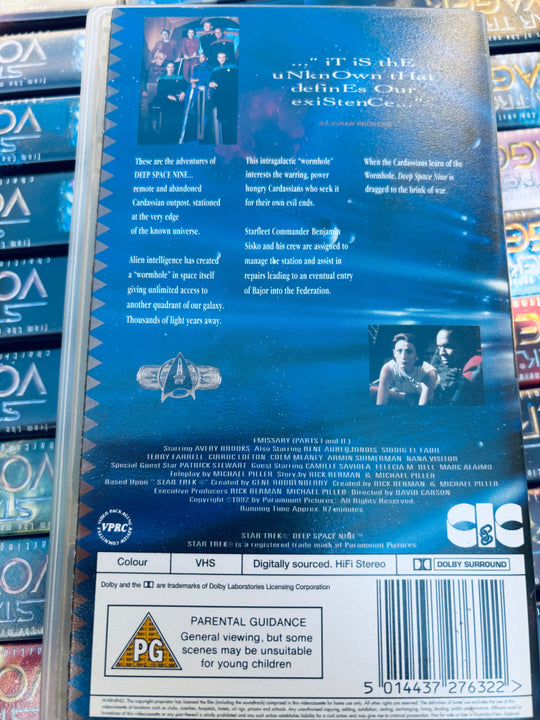 ..." iT iS thE
uNknOwn tHat
definEs Our
exiStence..."
BAJORAN PROVERB
These are the adventures of
DEEP SPACE NINE...
remote and abandoned
Cardassian outpost, stationed
at the very edge
of the known universe.
Alien intelligence has created
a "wormhole" in space itself
giving unlimited access to
another quadrant of our galaxy.
Thousands of light years away.
This intragalactic "wormhole"
interests the warring, power
hungry Cardassians who seek it
for their own evil ends.
Starfleet Commander Benjamin
Sisko and his crew are assigned to
manage the station and assist in
repairs leading to an eventual entry
of Bajor into the Federation.
When the Cardassians learn of the
Wormhole, Deep Space Nine is
dragged to the brink of war.
EMISSARY (PARTS I and II)
Starring AVERY BROOKS Also Starring RENE AUBERJONOIS SIDDIG EL FADIL
TERRY FARRELL CIRROC LOFTON COLM MEANEY ARMIN SHIMERMAN NANA VISITOR
Special Guest Star PATRICK STEWART Guest Starring CAMILLE SAVIOLA FELECIA M. BELL MARC ALAIMO
Teleplay by MICHAEL PILLER Story by RICK BERMAN & MICHAEL PILLER
Based Upon "STAR TREK"® Created by GENE RODDENBERRY Created by RICK BERMAN & MICHAEL PILLER
Executive Producers RICK BERMAN MICHAEL PILLER Directed by DAVID CARSON
Copyright ©1992 by Paramount Pictures. All Rights Reserved.
Running Time Approx. 87 minutes.
STAR TREK® DEEP SPACE NINE™
STAR TREK® is a registered trade mark of Paramount Pictures
VIDEO PACKAGING REVIEW COMMITTEE
VPRC
CIC
Colour
VHS
Digitally sourced. HiFi Stereo
DOLBY SURROUND
Dolby and the are trademarks of Dolby Laboratories Licensing Corporation
PG
PARENTAL GUIDANCE
General viewing, but some
scenes may be unsuitable
for young children
5 014437 276322 >